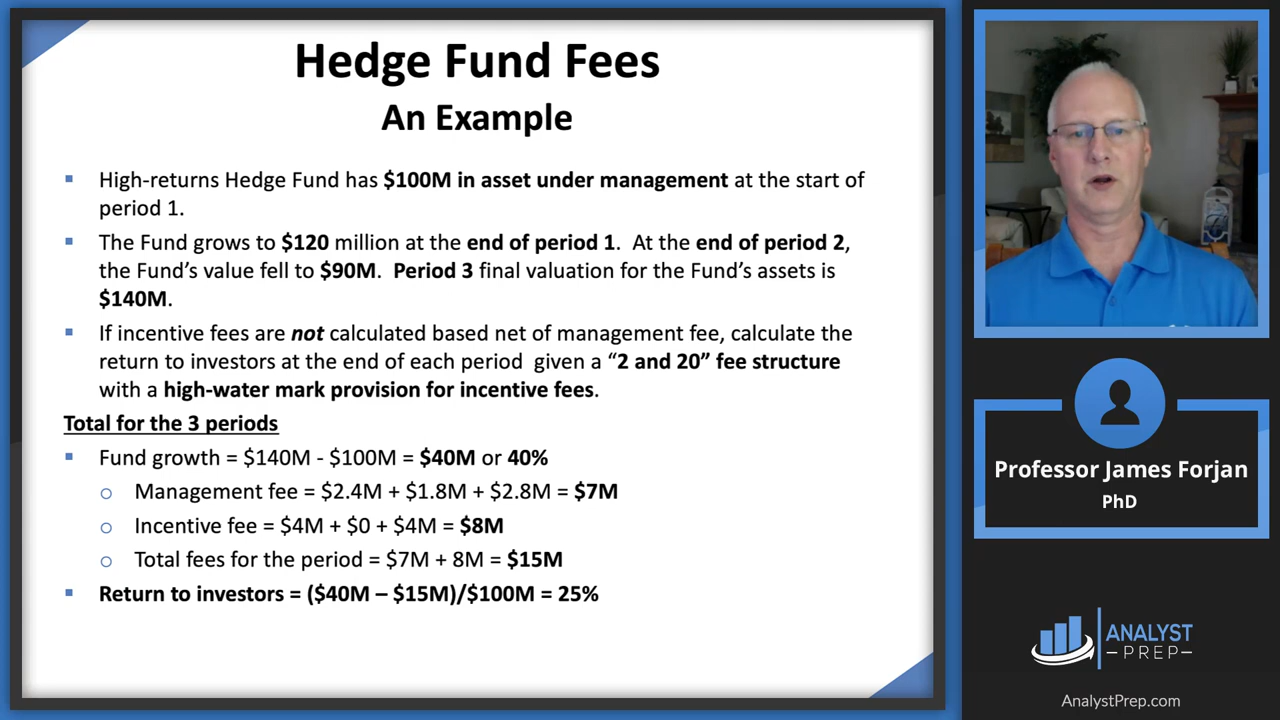 Hedge Fund Fees
An Example
▪ High-returns Hedge Fund has $100M in asset under management at the start of
period 1.
▪ The Fund grows to $120 million at the end of period 1. At the end of period 2,
the Fund's value fell to $90M. Period 3 final valuation for the Fund's assets is
$140M.
▪ If incentive fees are not calculated based net of management fee, calculate the
return to investors at the end of each period given a “2 and 20” fee structure
with a high-water mark provision for incentive fees.
Total for the 3 periods
▪ Fund growth = $140M - $100M = $40M or 40%
o Management fee = $2.4M + $1.8M + $2.8M = $7M
o Incentive fee = $4M + $0 + $4M = $8M
o Total fees for the period = $7M + 8M = $15M
▪ Return to investors = ($40M – $15M)/$100M = 25%
Professor James Forjan
PhD
ANALYST
–PREP–
AnalystPrep.com